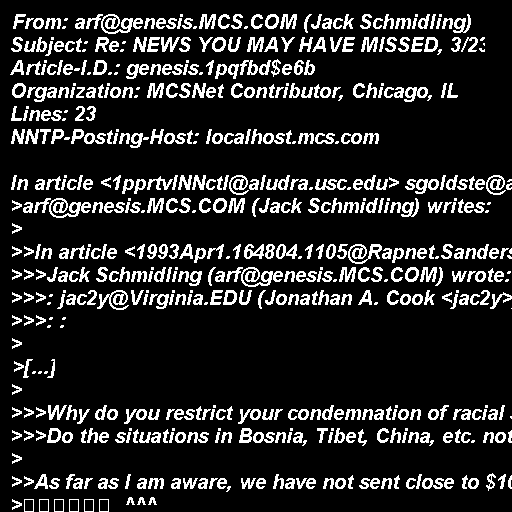 From: arf@genesis.MCS.COM (Jack Schmidling)
Subject: Re: NEWS YOU MAY HAVE MISSED, 3/23
Article-I.D.: genesis.1pqfbd$e6b
Organization: MCSNet Contributor, Chicago, IL
Lines: 23
NNTP-Posting-Host: localhost.mcs.com

In article <1pprtvINNctl@aludra.usc.edu> sgoldste@a
>arf@genesis.MCS.COM (Jack Schmidling) writes:
>
>>In article <1993Apr1.164804.1105@Rapnet.Sanders
>>>Jack Schmidling (arf@genesis.MCS.COM) wrote:
>>>: jac2y@Virginia.EDU (Jonathan A. Cook <jac2y>
>>>: :
>
>[...]
>
>>>Why do you restrict your condemnation of racial
>>>Do the situations in Bosnia, Tibet, China, etc. not
>
>>As far as I am aware, we have not sent close to $10
>□□□□□□ ^^^